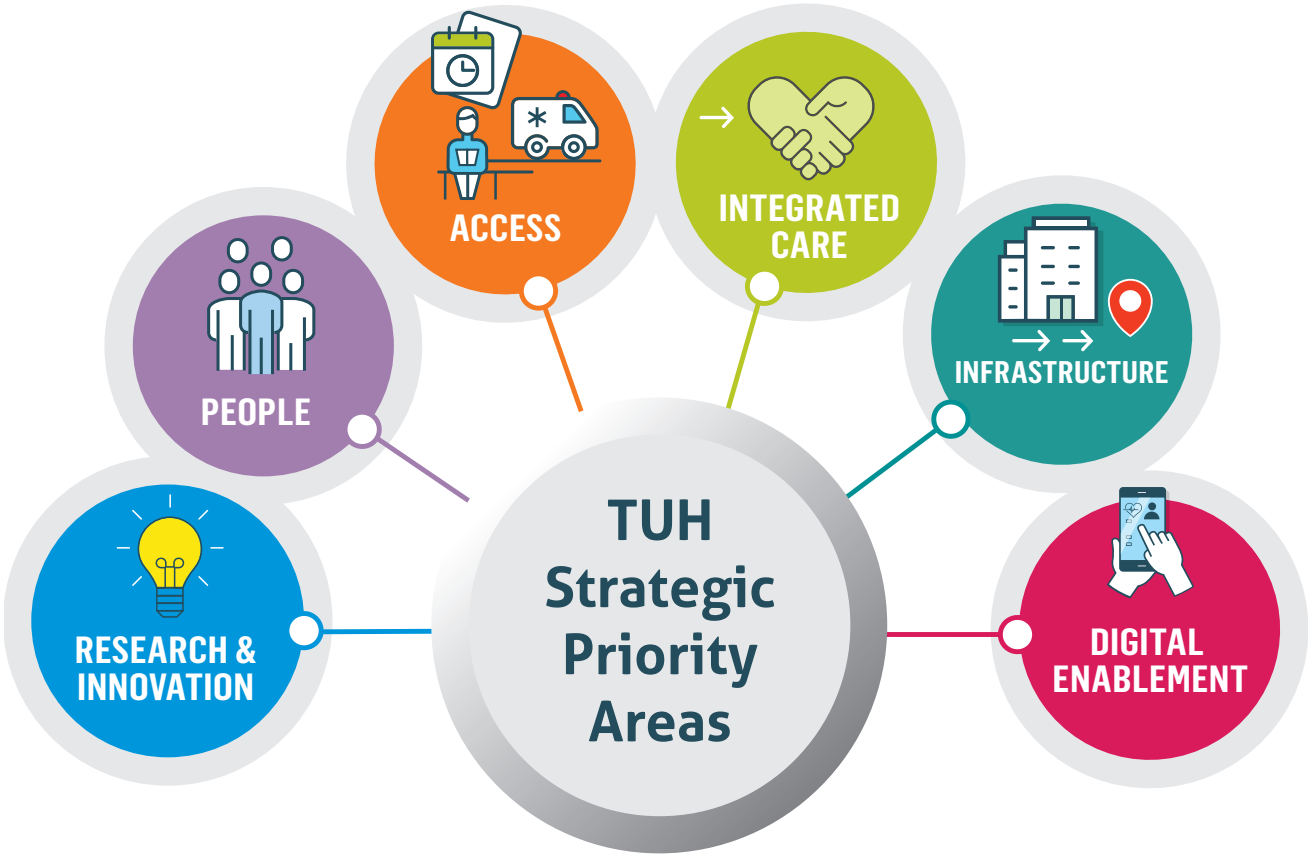 ACCESS
INTEGRATED
CARE
PEOPLE
INFRASTRUCTURE
RESEARCH &
INNOVATION
TUH
Strategic
Priority
Areas
DIGITAL
ENABLEMENT